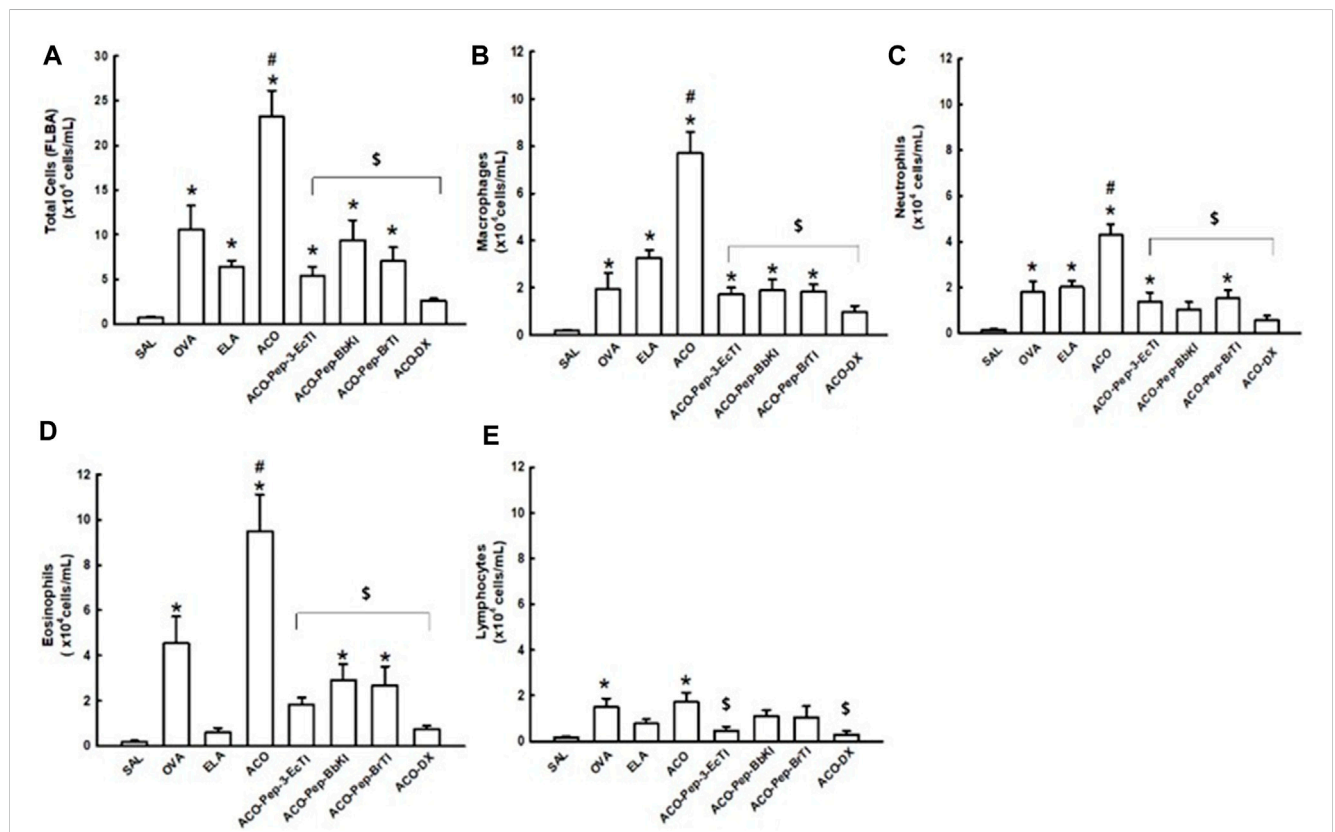 A
Total Cells (FLBA)
(x10⁴ cells/mL)
30
25
20
15
10
5
0
*
*
#
*
*
*
*
$
SAL
OVA
ELA
ACO
ACO-Pep-3-EcTI
ACO-Pep-BbKI
ACO-Pep-BrTI
ACO-DX
B
Macrophages
(x10⁴cells/mL)
12
10
8
6
4
2
0
*
*
#
*
*
*
*
$
SAL
OVA
ELA
ACO
ACO-Pep-3-EcTI
ACO-Pep-BbKI
ACO-Pep-BrTI
ACO-DX
C
Neutrophils
(x10⁴ cells/mL)
12
10
8
6
4
2
0
*
*
#
*
*
*
$
SAL
OVA
ELA
ACO
ACO-Pep-3-EcTI
ACO-Pep-BbKI
ACO-Pep-BrTI
ACO-DX
D
Eosinophils
( x10⁴cells/mL)
12
10
8
6
4
2
0
*
#
*
*
*
$
SAL
OVA
ELA
ACO
ACO-Pep-3-EcTI
ACO-Pep-BbKI
ACO-Pep-BrTI
ACO-DX
E
Lymphocytes
(x10⁴ cells/mL)
12
10
8
6
4
2
0
*
*
$
$
SAL
OVA
ELA
ACO
ACO-Pep-3-EcTI
ACO-Pep-BbKI
ACO-Pep-BrTI
ACO-DX